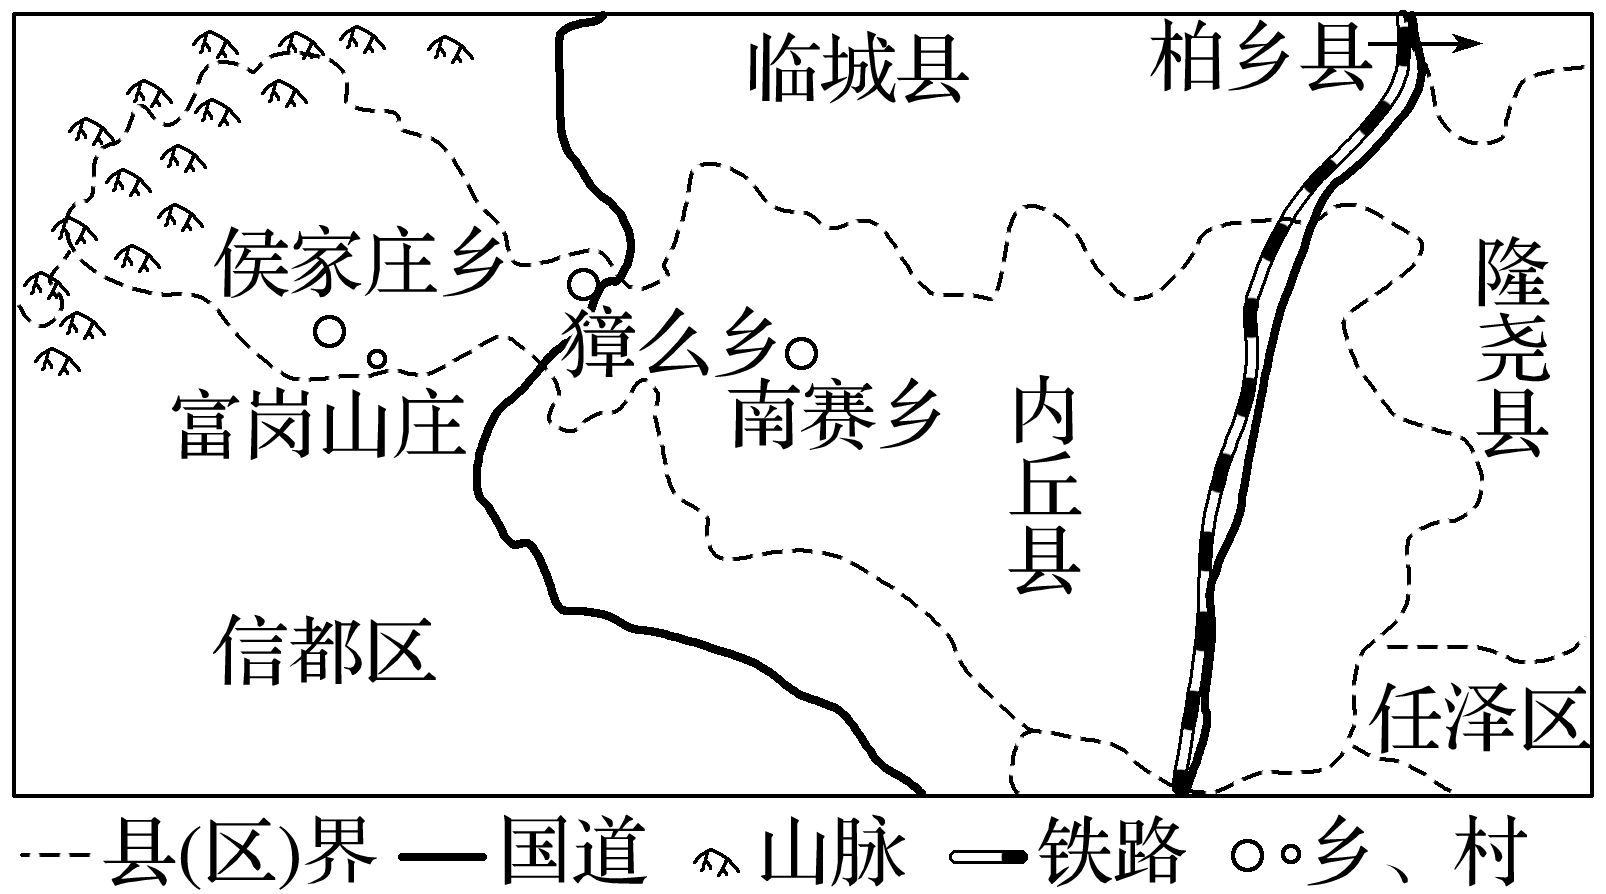 临城县
柏乡县
侯家庄乡
隆尧县
獐么乡
富岗山庄
南赛乡
内丘县
信都区
任泽区
县(区)界 国道 山脉 铁路 乡、村